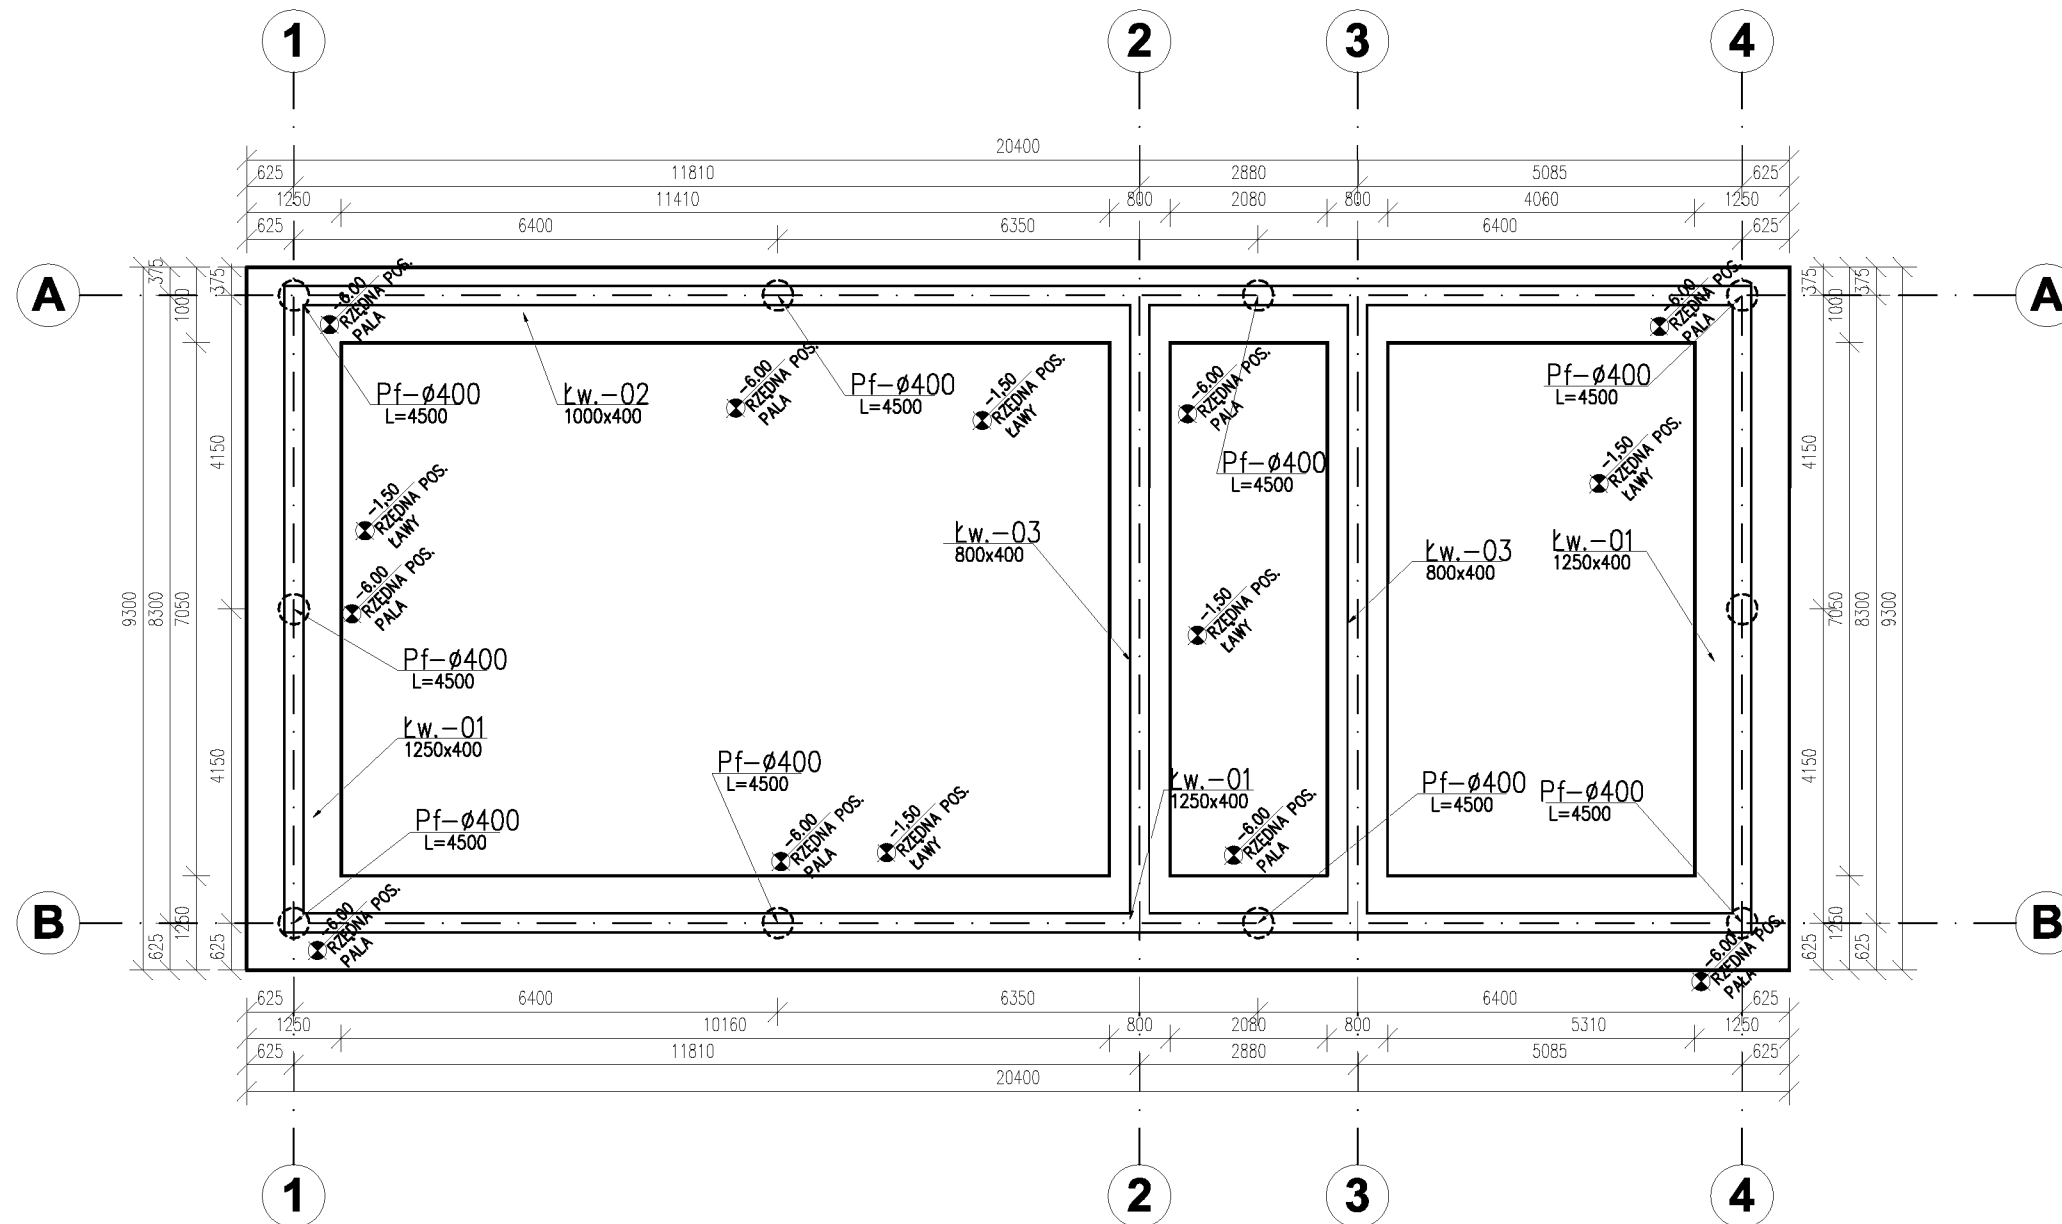 1
2
3
4
20400
625
11810
2880
5085
625
1250
11410
800
2080
800
4060
1250
625
6400
6350
6400
625
A
A
375
375
1000
375
1000
375
-6.00
RZĘDNA POS.
PALA
-6.00
RZĘDNA POS.
PALA
Pf-ø400
L=4500
Łw.-02
1000x400
-6.00
RZĘDNA POS.
PALA
Pf-ø400
L=4500
-1,50
RZĘDNA POS.
ŁAWY
-6.00
RZĘDNA POS.
PALA
Pf-ø400
L=4500
Pf-ø400
L=4500
4150
4150
-1,50
RZĘDNA POS.
ŁAWY
-1,50
RZĘDNA POS.
ŁAWY
Łw.-03
800x400
Łw.-03
800x400
Łw.-01
1250x400
-6.00
RZĘDNA POS.
PALA
-1,50
RZĘDNA POS.
ŁAWY
9300
8300
7050
7050
8300
9300
Pf-ø400
L=4500
Łw.-01
1250x400
4150
4150
Pf-ø400
L=4500
Łw.-01
1250x400
Pf-ø400
L=4500
Pf-ø400
L=4500
Pf-ø400
L=4500
-6.00
RZĘDNA POS.
PALA
-1,50
RZĘDNA POS.
ŁAWY
-6.00
RZĘDNA POS.
PALA
B
B
-6.00
RZĘDNA POS.
PALA
-6.00
RZĘDNA POS.
PAŁA
625
1250
625
625
1250
625
625
6400
6350
6400
625
1250
10160
800
2080
800
5310
1250
625
11810
2880
5085
625
20400
1
2
3
4